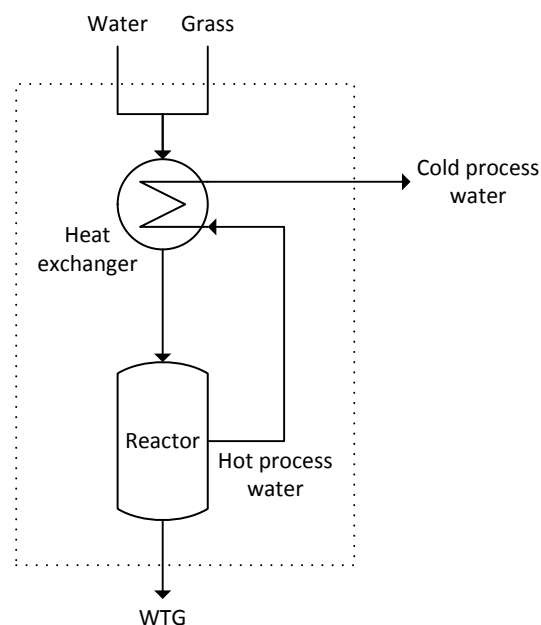 Water
Grass
Cold process
water
Heat
exchanger
Reactor
Hot process
water
WTG